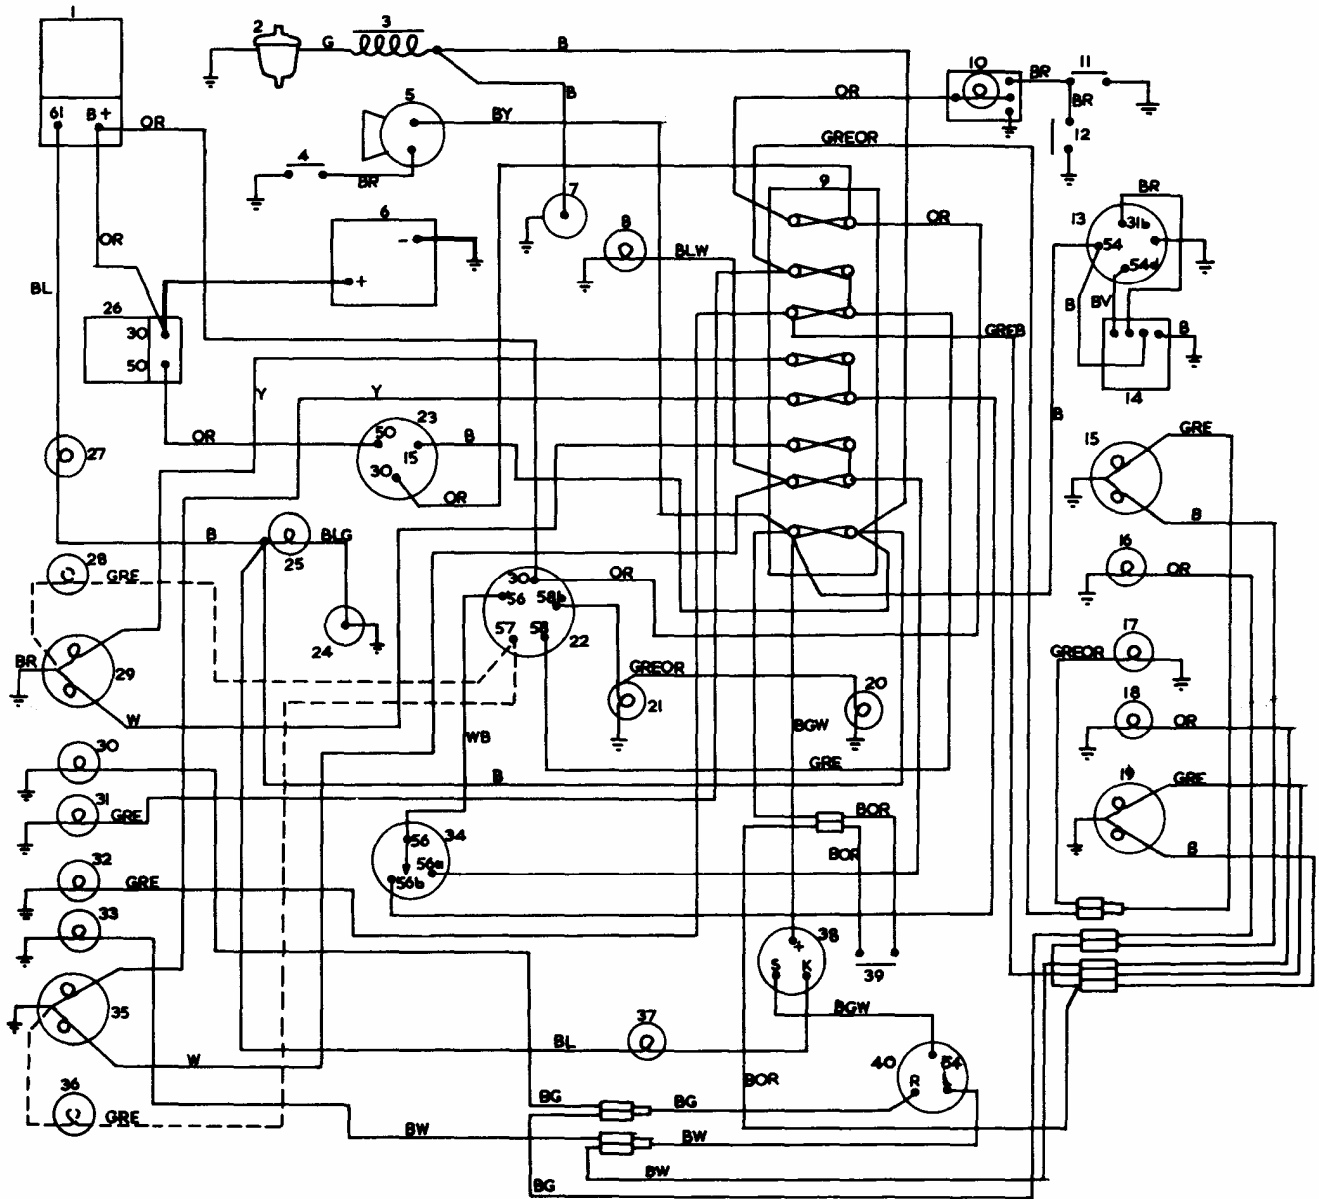 1
2
3
G
B
61
B+
OR
5
BY
B
4
BR
6
-
+
7
8
BLW
OR
10
BR
11
BR
12
GREOR
9
OR
BR
13
31b
54
54d
B
BV
B
14
OR
BL
26
30
50
GREB
Y
Y
23
50
15
B
30
OR
OR
27
B
15
GRE
B
16
OR
B
25
BLG
28
GRE
30
56
58b
OR
57
58
22
24
BR
29
W
GREOR
21
20
GREOR
17
18
OR
WB
BGW
GRE
B
30
31
GRE
19
GRE
B
56
34
56a
56b
BOR
BOR
32
GRE
33
38
+
S
K
39
35
W
BGW
37
BL
36
GRE
40
R
54
L
BOR
BG
BG
BW
BW
BW
BG